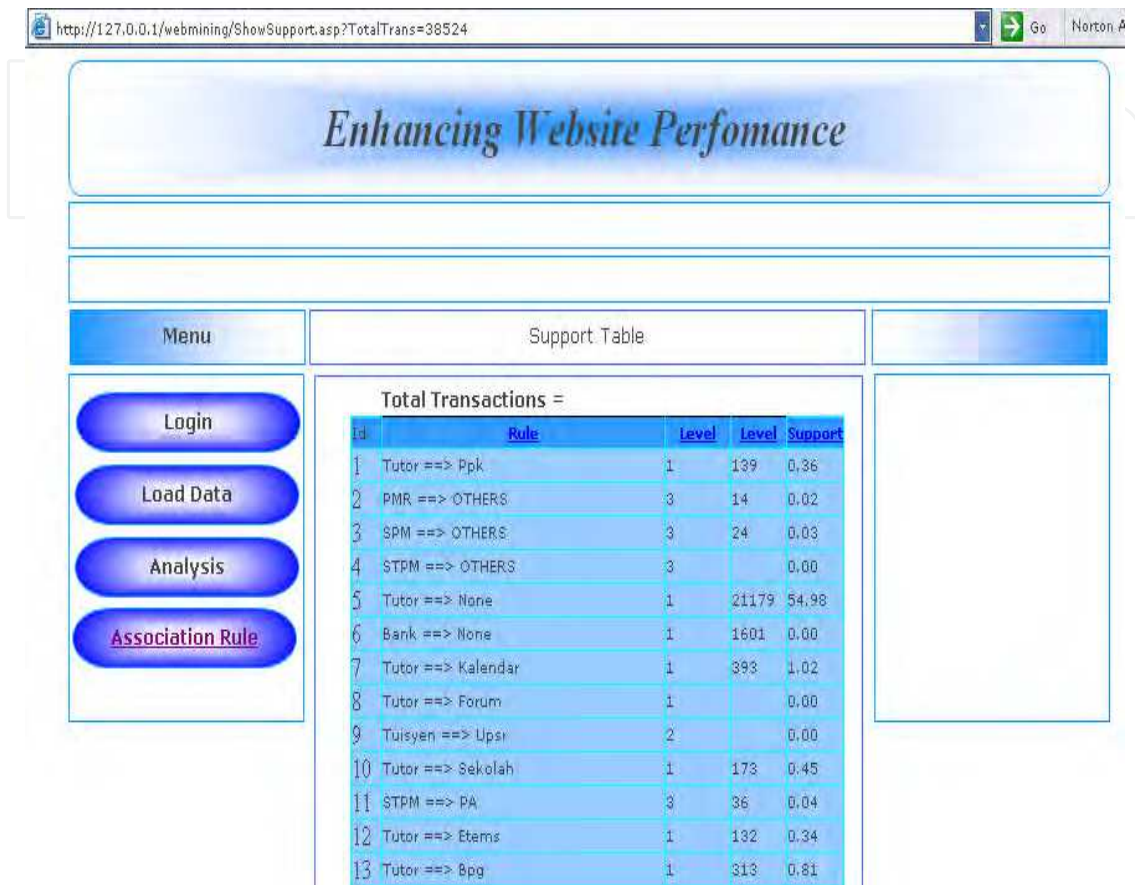 http://127.0.0.1/webmining/ShowSupport.asp?TotalTrans=38524 Go Norton A
Enhancing Website Perfomance
Menu
Support Table
Login
Load Data
Analysis
Association Rule
Total Transactions =
Id Rule Level Level Support
1 Tutor ==> Ppk 1 139 0.36
2 PMR ==> OTHERS 3 14 0.02
3 SPM ==> OTHERS 3 24 0.03
4 STPM ==> OTHERS 3 0.00
5 Tutor ==> None 1 21179 54.98
6 Bank ==> None 1 1601 0.00
7 Tutor ==> Kalendar 1 393 1.02
8 Tutor ==> Forum 1 0.00
9 Tuisyen ==> Upsr 2 0.00
10 Tutor ==> Sekolah 1 173 0.45
11 STPM ==> PA 3 36 0.04
12 Tutor ==> Etems 1 132 0.34
13 Tutor ==> Bpg 1 313 0.81